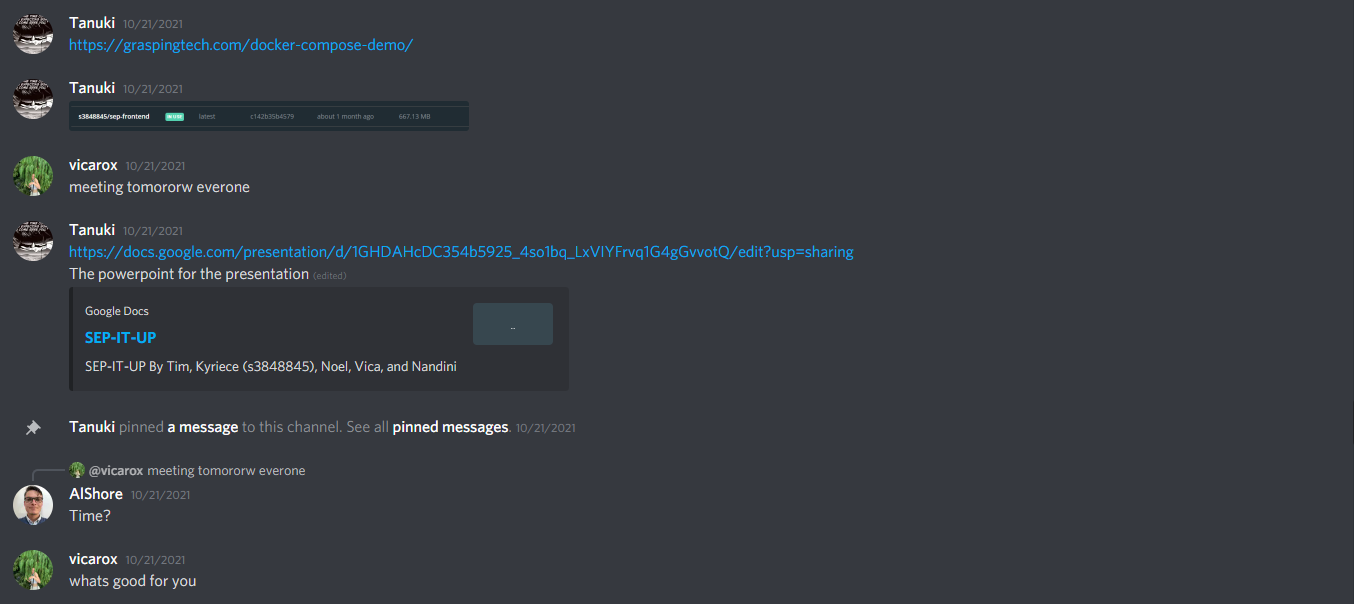 Tanuki 10/21/2021
https://graspingtech.com/docker-compose-demo/
Tanuki 10/21/2021
s3848845/sep-frontend IN USE latest c142b35b4579 about 1 month ago 667.13 MB
vicarox 10/21/2021
meeting tomororw everone
Tanuki 10/21/2021
https://docs.google.com/presentation/d/1GHDAHcDC354b5925_4so1bq_LxVIYFrvq1G4gGvvotQ/edit?usp=sharing
The powerpoint for the presentation (edited)
Google Docs
..
SEP-IT-UP
SEP-IT-UP By Tim, Kyriece (s3848845), Noel, Vica, and Nandini
Tanuki pinned a message to this channel. See all pinned messages. 10/21/2021
@vicarox meeting tomororw everone
AlShore 10/21/2021
Time?
vicarox 10/21/2021
whats good for you